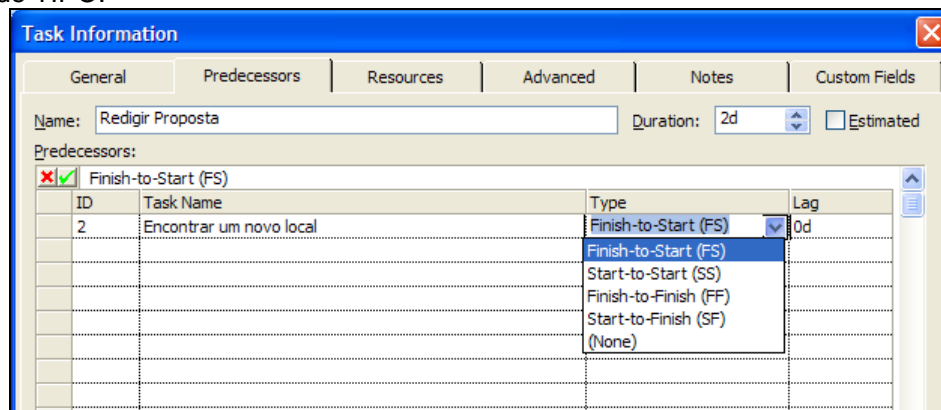 Task Information
General Predecessors Resources Advanced Notes Custom Fields
Name: Redigir Proposta Duration: 2d Estimated
Predecessors:
Finish-to-Start (FS)
ID Task Name Type Lag
2 Encontrar um novo local Finish-to-Start (FS) 0d
Finish-to-Start (FS)
Start-to-Start (SS)
Finish-to-Finish (FF)
Start-to-Finish (SF)
(None)